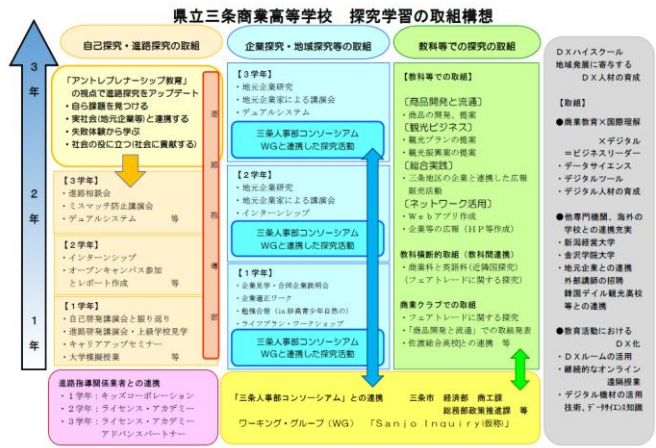 県立三条商業高等学校 探究学習の取組構想
3年
2年
1年
自己探究・進路探究の取組
「アントレプレナーシップ教育」
の視点で進路探究をアップデート
・自ら課題を見つける
・実社会(地元企業等)と連携する
・失敗体験から学ぶ
・社会の役に立つ(社会に貢献する)
【3学年】
・進路相談会
・ミスマッチ防止講演会
・デュアルシステム 等
【2学年】
・インターンシップ
・オープンキャンパス参加
とレポート作成 等
【1学年】
・自己啓発講演会と振り返り
・進路啓発講演会・上級学校見学
・キャリアアップセミナー
・大学模擬授業 等
進路指導部
進路指導関係業者との連携
・1学年:キッズコーポレーション
・2学年:ライセンス・アカデミー
・3学年:ライセンス・アカデミー
アドバンスパートナー
企業探究・地域探究等の取組
【3学年】
・地元企業研究
・地元企業家による講演会
・デュアルシステム
三条人事部コンソーシアム
WGと連携した探究活動
【2学年】
・地元企業研究
・地元企業家による講演会
・インターンシップ
三条人事部コンソーシアム
WGと連携した探究活動
【1学年】
・企業見学・合同企業説明会
・企業適正ワーク
・勉強合宿(in妙高青少年自然の)
・ライフプラン・ワークショップ
三条人事部コンソーシアム
WGと連携した探究活動
教科等での探究の取組
【教科等での取組】
〔商品開発と流通〕
・商品の開発、提案
〔観光ビジネス〕
・観光プランの提案
・観光振興案の提案
〔総合実践〕
・三条地区の企業と連携した広報
販売活動
〔ネットワーク活用〕
・Webアプリ作成
・企業等の広報(HP等作成)
教科横断的取組(教科間連携)
・商業科と英語科(近隣国探究)
(フェアトレードに関する探究)
商業クラブでの取組
・フェアトレードに関する探究
・「商品開発と流通」での取組発表
・佐渡総合高校との連携 等
「三条人事部コンソーシアム」との連携 三条市 経済部 商工課
総務部政策推進課 等
ワーキング・グループ(WG) 「Sanjo Inquiry(仮称)」
DXハイスクール
地域発展に寄与する
DX人材の育成
【取組】
●商業教育×国際理解
×デジタル
=ビジネスリーダー
・データサイエンス
・デジタルツール
・デジタル人材の育成
●他専門機関、海外の
学校との連携充実
・新潟経営大学
・金沢学院大学
・地元企業との連携
外部講師の招聘
韓国デイル観光高校
等との連携
●教育活動における
DX化
・DXルームの活用
・継続的なオンライン
遠隔授業
・デジタル機材の活用
技術、データサイエンス知識